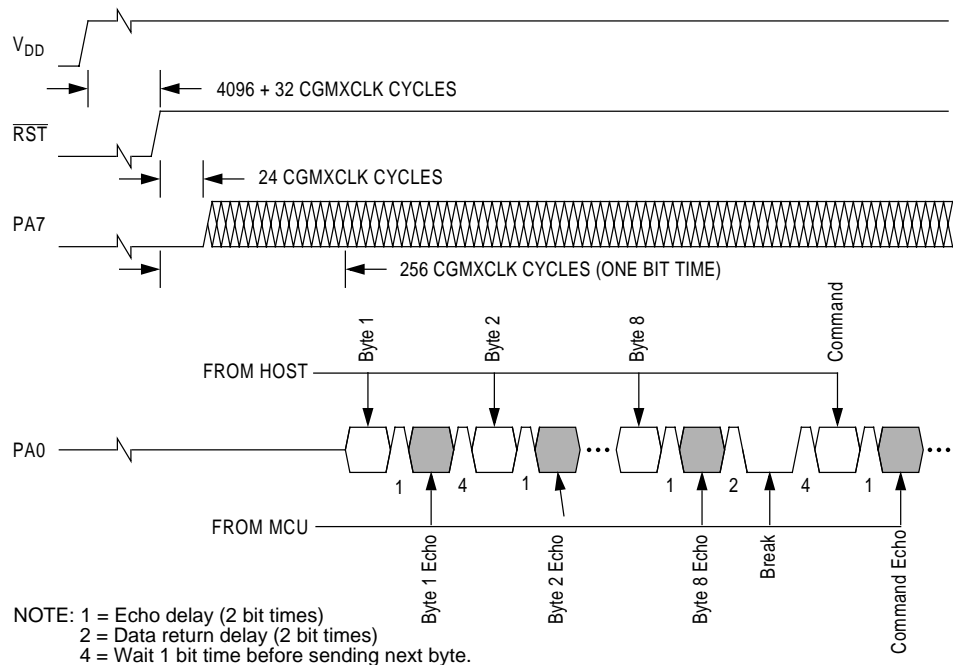 VDD
4096 + 32 CGMXCLK CYCLES
RST
24 CGMXCLK CYCLES
PA7
256 CGMXCLK CYCLES (ONE BIT TIME)
Byte 1
Byte 2
Byte 8
Command
FROM HOST
PA0
1
4
1
1
2
4
1
FROM MCU
Byte 1 Echo
Byte 2 Echo
Byte 8 Echo
Break
Command Echo
NOTE: 1 = Echo delay (2 bit times)
2 = Data return delay (2 bit times)
4 = Wait 1 bit time before sending next byte.